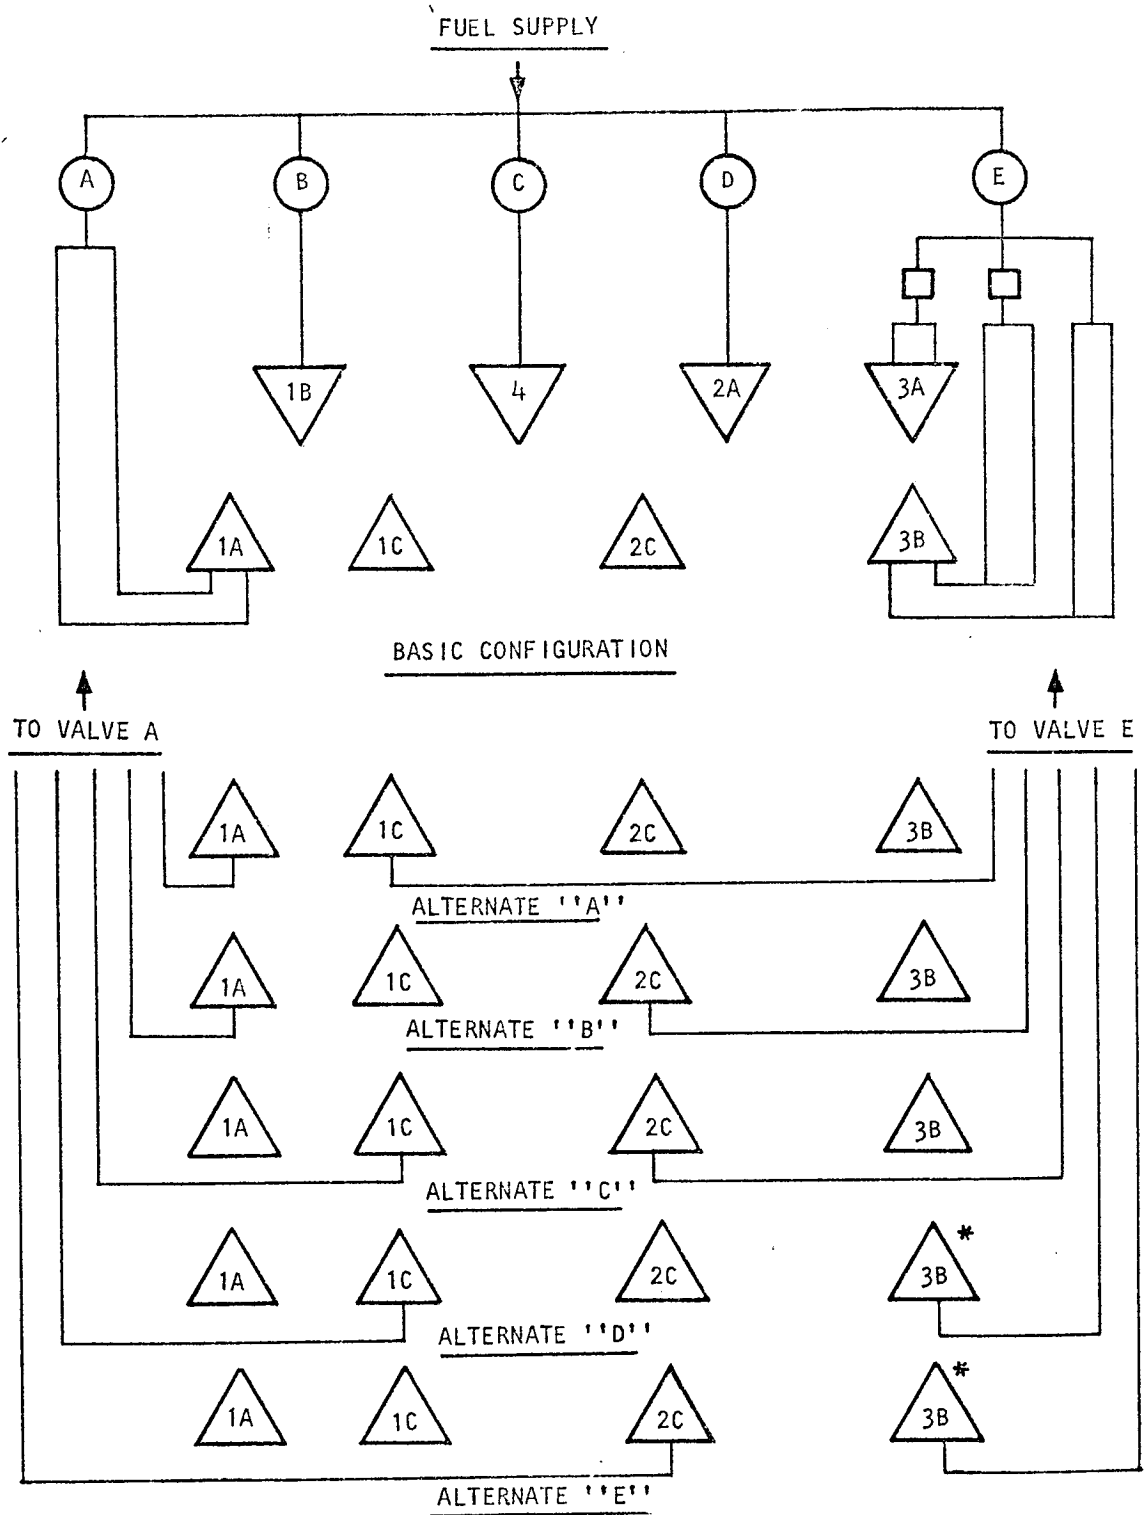 FUEL SUPPLY
A B C D E
1B 4 2A 3A
1A 1C 2C 3B
BASIC CONFIGURATION
TO VALVE A TO VALVE E
1A 1C 2C 3B
ALTERNATE ''A''
1A 1C 2C 3B
ALTERNATE ''B''
1A 1C 2C 3B
ALTERNATE ''C''
1A 1C 2C 3B *
ALTERNATE ''D''
1A 1C 2C 3B *
ALTERNATE ''E''